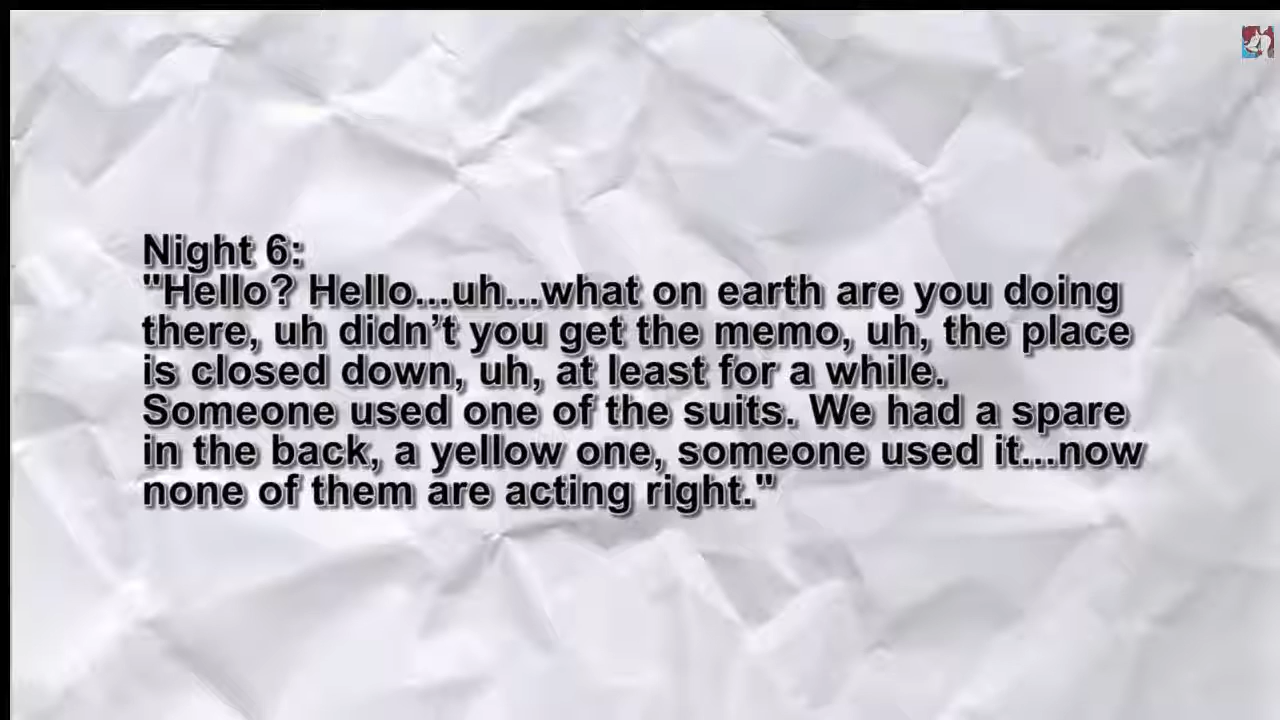 Night 6:
"Hello? Hello...uh...what on earth are you doing
there, uh didn’t you get the memo, uh, the place
is closed down, uh, at least for a while.
Someone used one of the suits. We had a spare
in the back, a yellow one, someone used it...now
none of them are acting right."